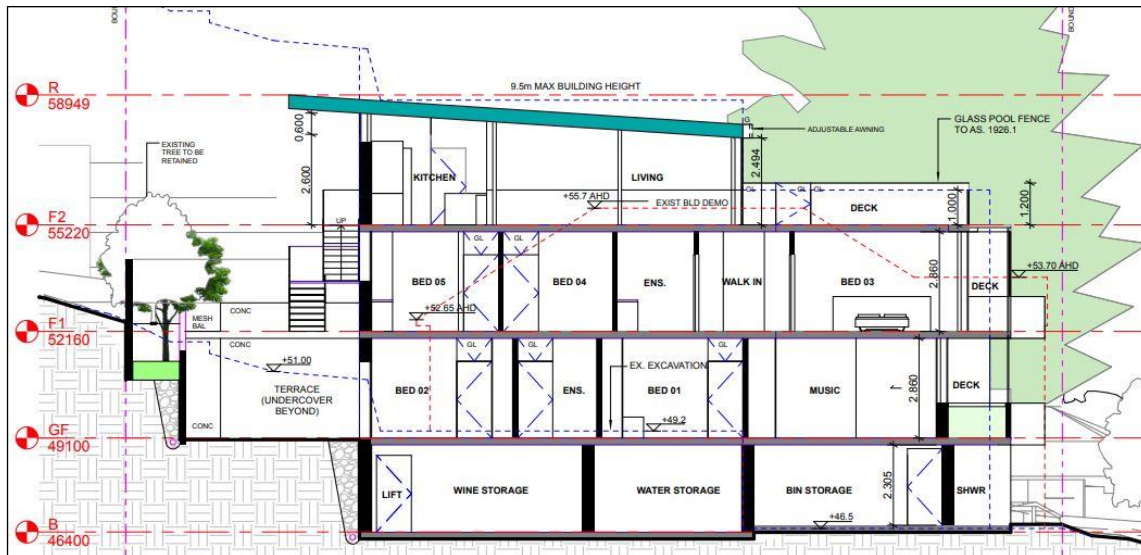 BOU
BOUND
R
58949
9.5m MAX BUILDING HEIGHT
G
ADJUSTABLE AWNING
GLASS POOL FENCE
TO AS. 1926.1
EXISTING
TREE TO BE
RETAINED
0.600
2.600
KITCHEN
LIVING
2.494
+55.7 AHD
EXIST BLD DEMO
GL
GL
GL
DECK
1.000
1.200
F2
55220
UP
GL
GL
BED 05
BED 04
ENS.
WALK IN
BED 03
2.860
DECK
+53.70 AHD
+52.65 AHD
MESH
BAL
CONC
F1
52160
CONC
GL
GL
GL
+51.00
TERRACE
(UNDERCOVER
BEYOND)
BED 02
ENS.
EX. EXCAVATION
BED 01
MUSIC
2.860
DECK
+49.2
CONC
GF
49100
LIFT
WINE STORAGE
WATER STORAGE
BIN STORAGE
2.305
SHWR
+46.5
B
46400